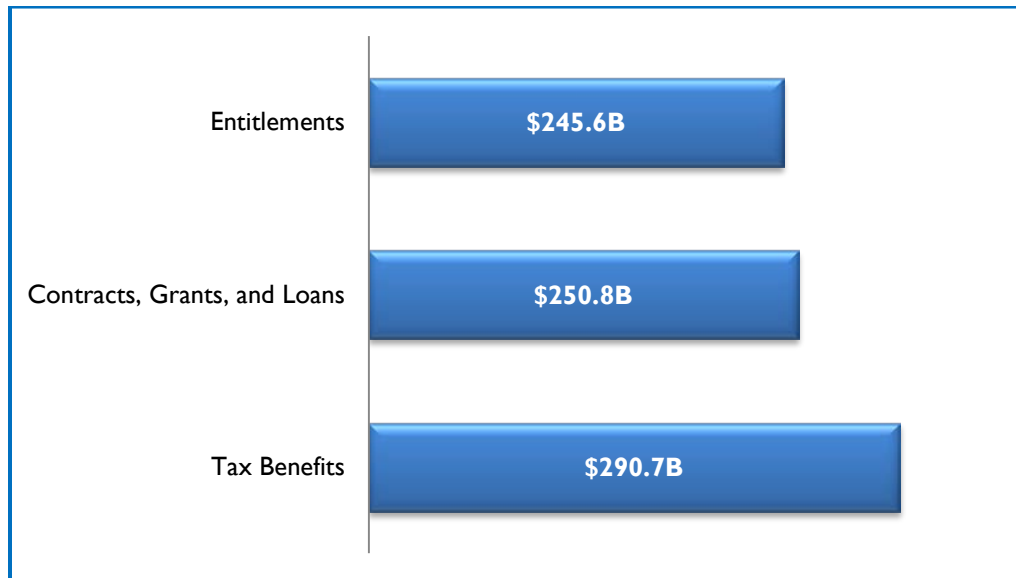 Entitlements
$245.6B
Contracts, Grants, and Loans
$250.8B
Tax Benefits
$290.7B